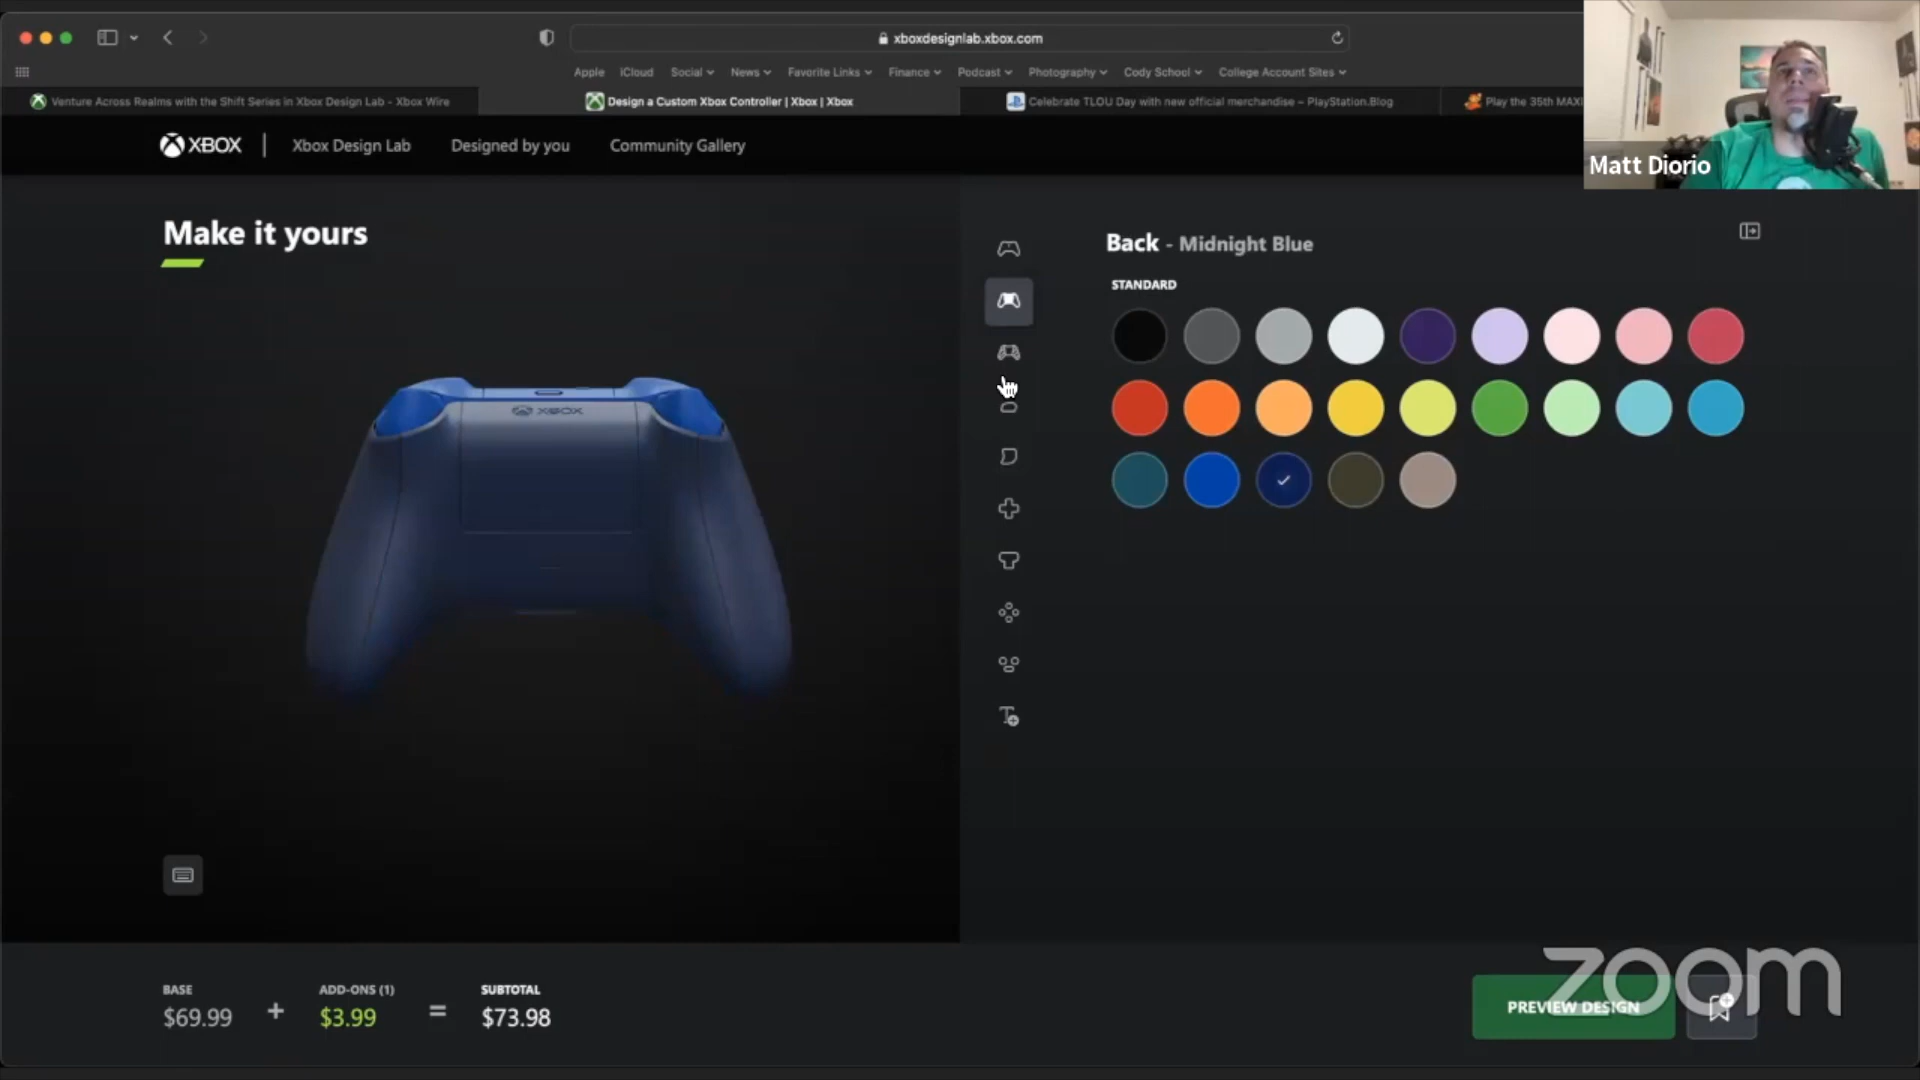 xboxdesignlab.xbox.com
Apple iCloud Social News Favorite Links Finance Podcast Photography Cody School College Account Sites
Venture Across Realms with the Shift Series in Xbox Design Lab - Xbox Wire
Design a Custom Xbox Controller | Xbox | Xbox
Celebrate TLOU Day with new official merchandise – PlayStation.Blog
Play the 35th MAXI
Matt Diorio
XBOX | Xbox Design Lab Designed by you Community Gallery
Make it yours
Back - Midnight Blue
STANDARD
XBOX
BASE
$69.99
+
ADD-ONS (1)
$3.99
=
SUBTOTAL
$73.98
PREVIEW DESIGN
zoom